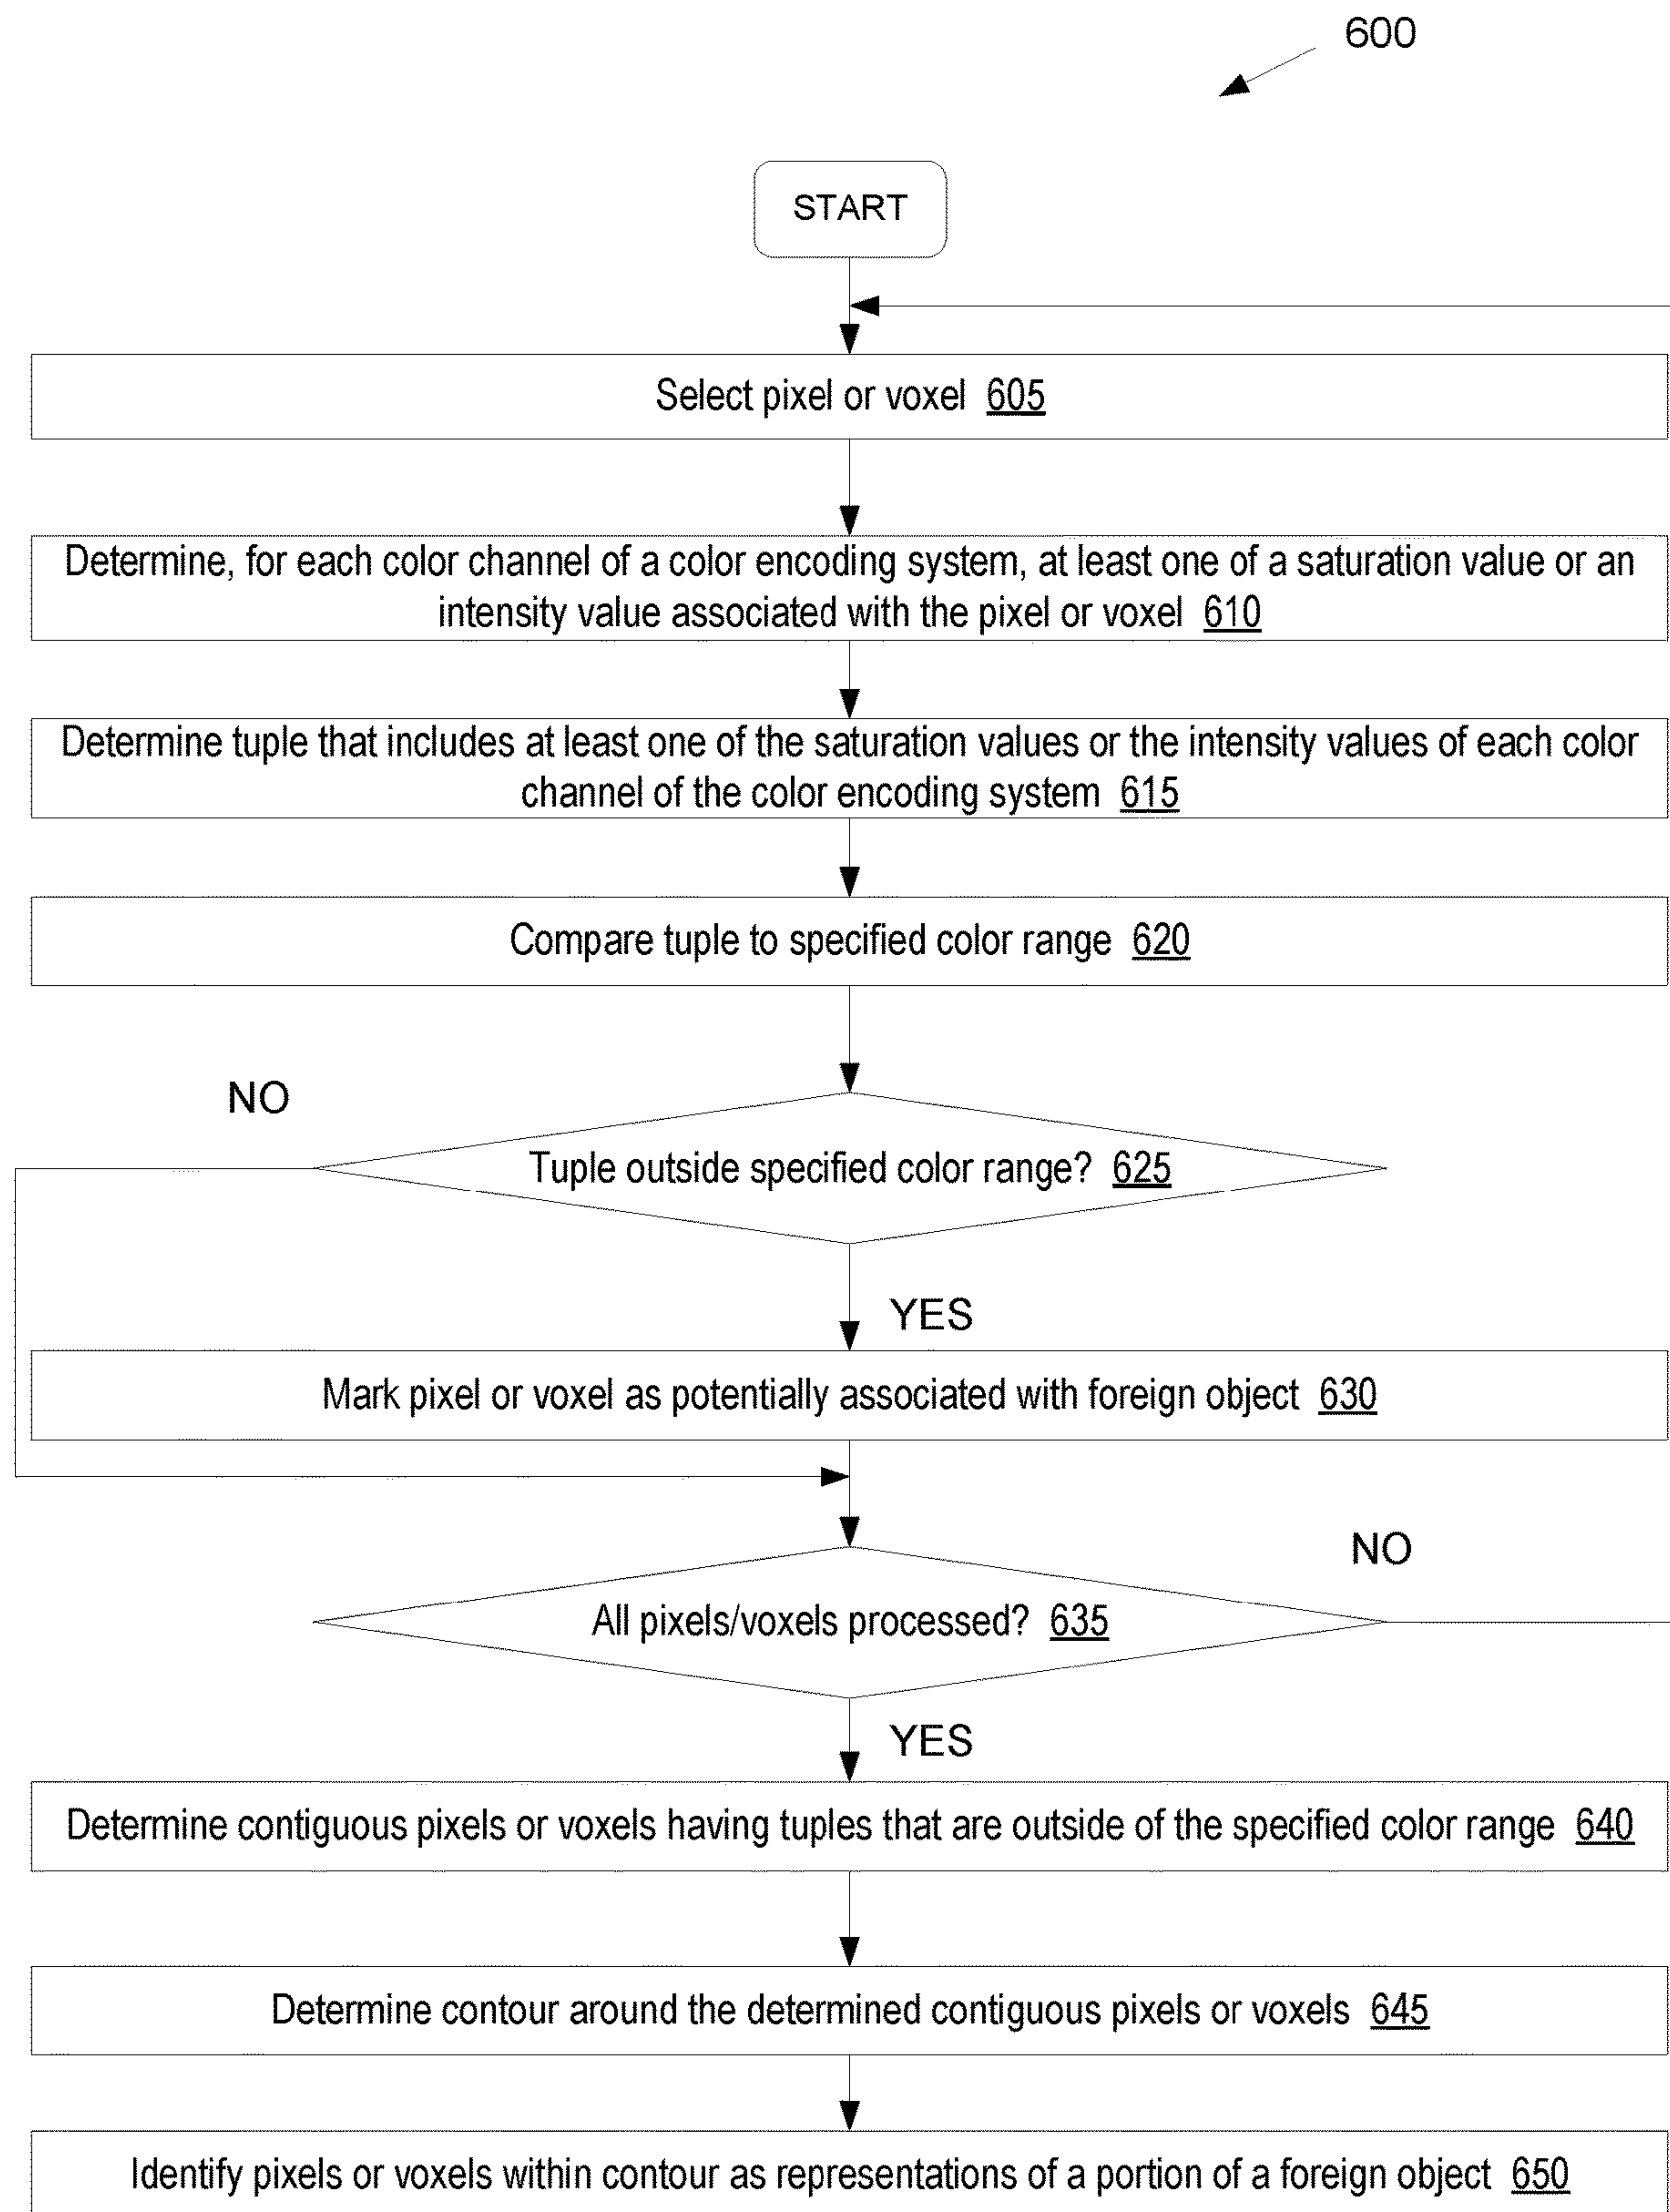 600
START
Select pixel or voxel 605
Determine, for each color channel of a color encoding system, at least one of a saturation value or an
intensity value associated with the pixel or voxel 610
Determine tuple that includes at least one of the saturation values or the intensity values of each color
channel of the color encoding system 615
Compare tuple to specified color range 620
NO
Tuple outside specified color range? 625
YES
Mark pixel or voxel as potentially associated with foreign object 630
NO
All pixels/voxels processed? 635
YES
Determine contiguous pixels or voxels having tuples that are outside of the specified color range 640
Determine contour around the determined contiguous pixels or voxels 645
Identify pixels or voxels within contour as representations of a portion of a foreign object 650